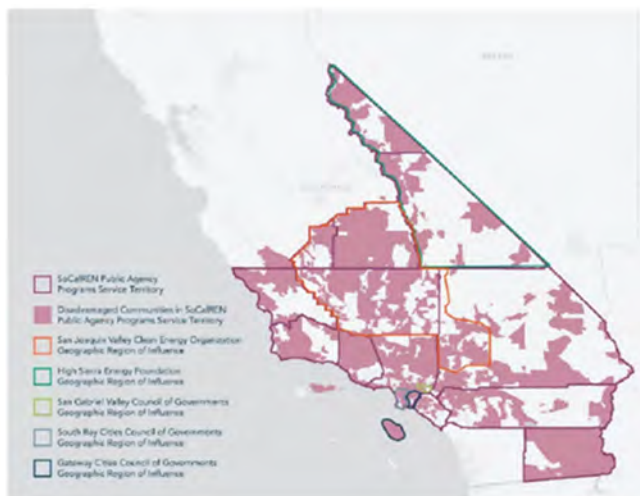 NEVADA
CALIFORNIA
SoCalREN Public Agency
Programs Service Territory
Disadvantaged Communities in SoCalREN
Public Agency Programs Service Territory
San Joaquin Valley Clean Energy Organization
Geographic Region of Influence
High Sierra Energy Foundation
Geographic Region of Influence
San Gabriel Valley Council of Governments
Geographic Region of Influence
South Bay Cities Council of Governments
Geographic Region of Influence
Gateway Cities Council of Governments
Geographic Region of Influence